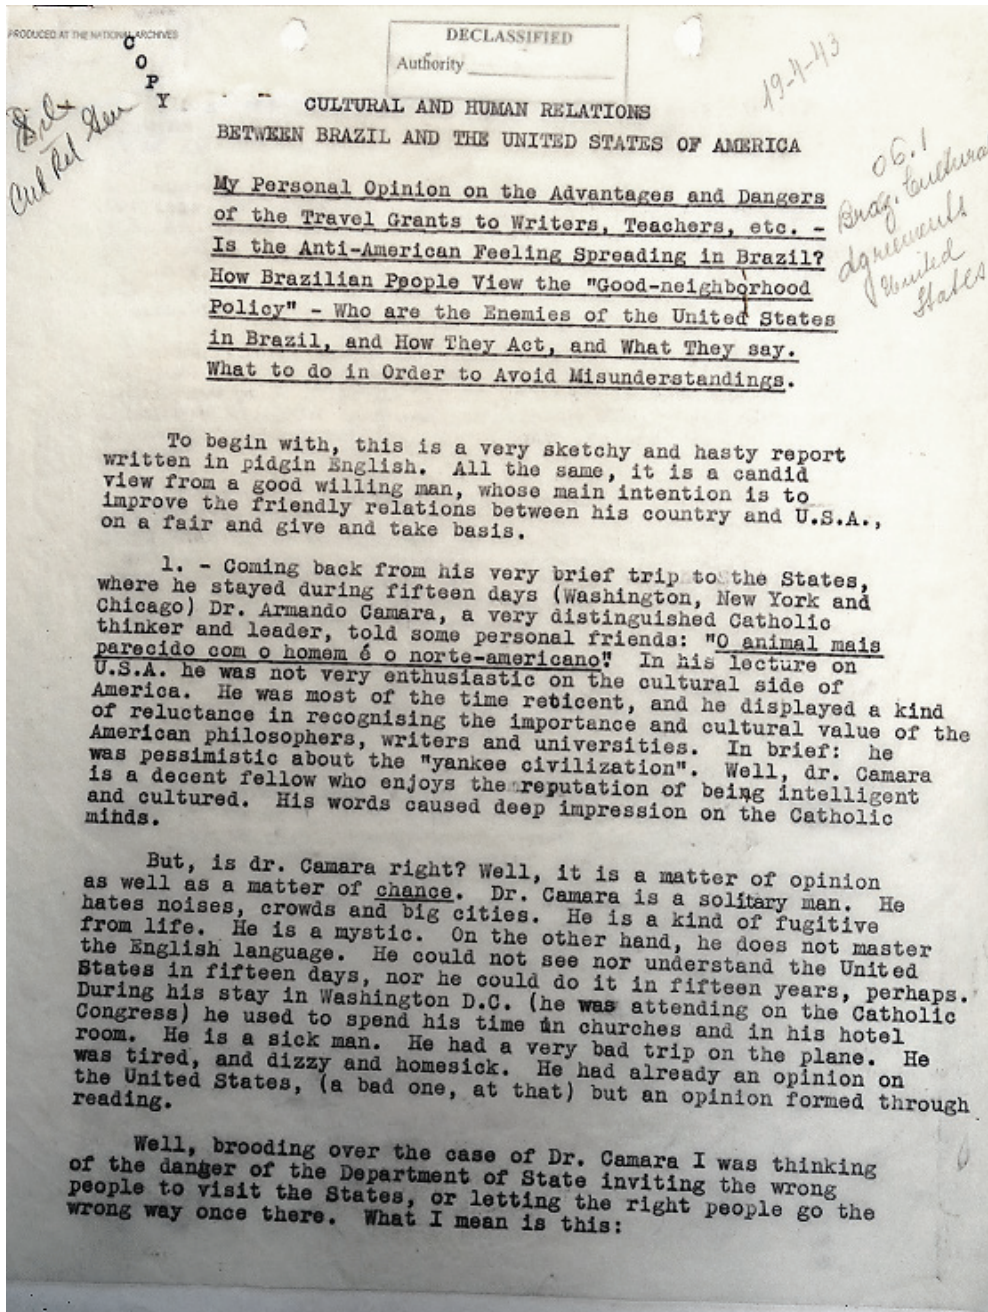 PRODUCED AT THE NATIONAL ARCHIVES
COPY
DECLASSIFIED
Authority
19-4-43
CULTURAL AND HUMAN RELATIONS
BETWEEN BRAZIL AND THE UNITED STATES OF AMERICA
Cul Rel Gen
06.1
Braz. Cultural
Agreements
United
States
My Personal Opinion on the Advantages and Dangers
of the Travel Grants to Writers, Teachers, etc. -
Is the Anti-American Feeling Spreading in Brazil?
How Brazilian People View the "Good-neighborhood
Policy" - Who are the Enemies of the United States
in Brazil, and How They Act, and What They say.
What to do in Order to Avoid Misunderstandings.
To begin with, this is a very sketchy and hasty report
written in pidgin English. All the same, it is a candid
view from a good willing man, whose main intention is to
improve the friendly relations between his country and U.S.A.,
on a fair and give and take basis.
1. - Coming back from his very brief trip to the States,
where he stayed during fifteen days (Washington, New York and
Chicago) Dr. Armando Camara, a very distinguished Catholic
thinker and leader, told some personal friends: "O animal mais
parecido com o homem é o norte-americano". In his lecture on
U.S.A. he was not very enthusiastic on the cultural side of
America. He was most of the time reticent, and he displayed a kind
of reluctance in recognising the importance and cultural value of the
American philosophers, writers and universities. In brief: he
was pessimistic about the "yankee civilization". Well, dr. Camara
is a decent fellow who enjoys the reputation of being intelligent
and cultured. His words caused deep impression on the Catholic
minds.
But, is dr. Camara right? Well, it is a matter of opinion
as well as a matter of chance. Dr. Camara is a solitary man. He
hates noises, crowds and big cities. He is a kind of fugitive
from life. He is a mystic. On the other hand, he does not master
the English language. He could not see nor understand the United
States in fifteen days, nor he could do it in fifteen years, perhaps.
During his stay in Washington D.C. (he was attending on the Catholic
Congress) he used to spend his time in churches and in his hotel
room. He is a sick man. He had a very bad trip on the plane. He
was tired, and dizzy and homesick. He had already an opinion on
the United States, (a bad one, at that) but an opinion formed through
reading.
Well, brooding over the case of Dr. Camara I was thinking
of the danger of the Department of State inviting the wrong
people to visit the States, or letting the right people go the
wrong way once there. What I mean is this: